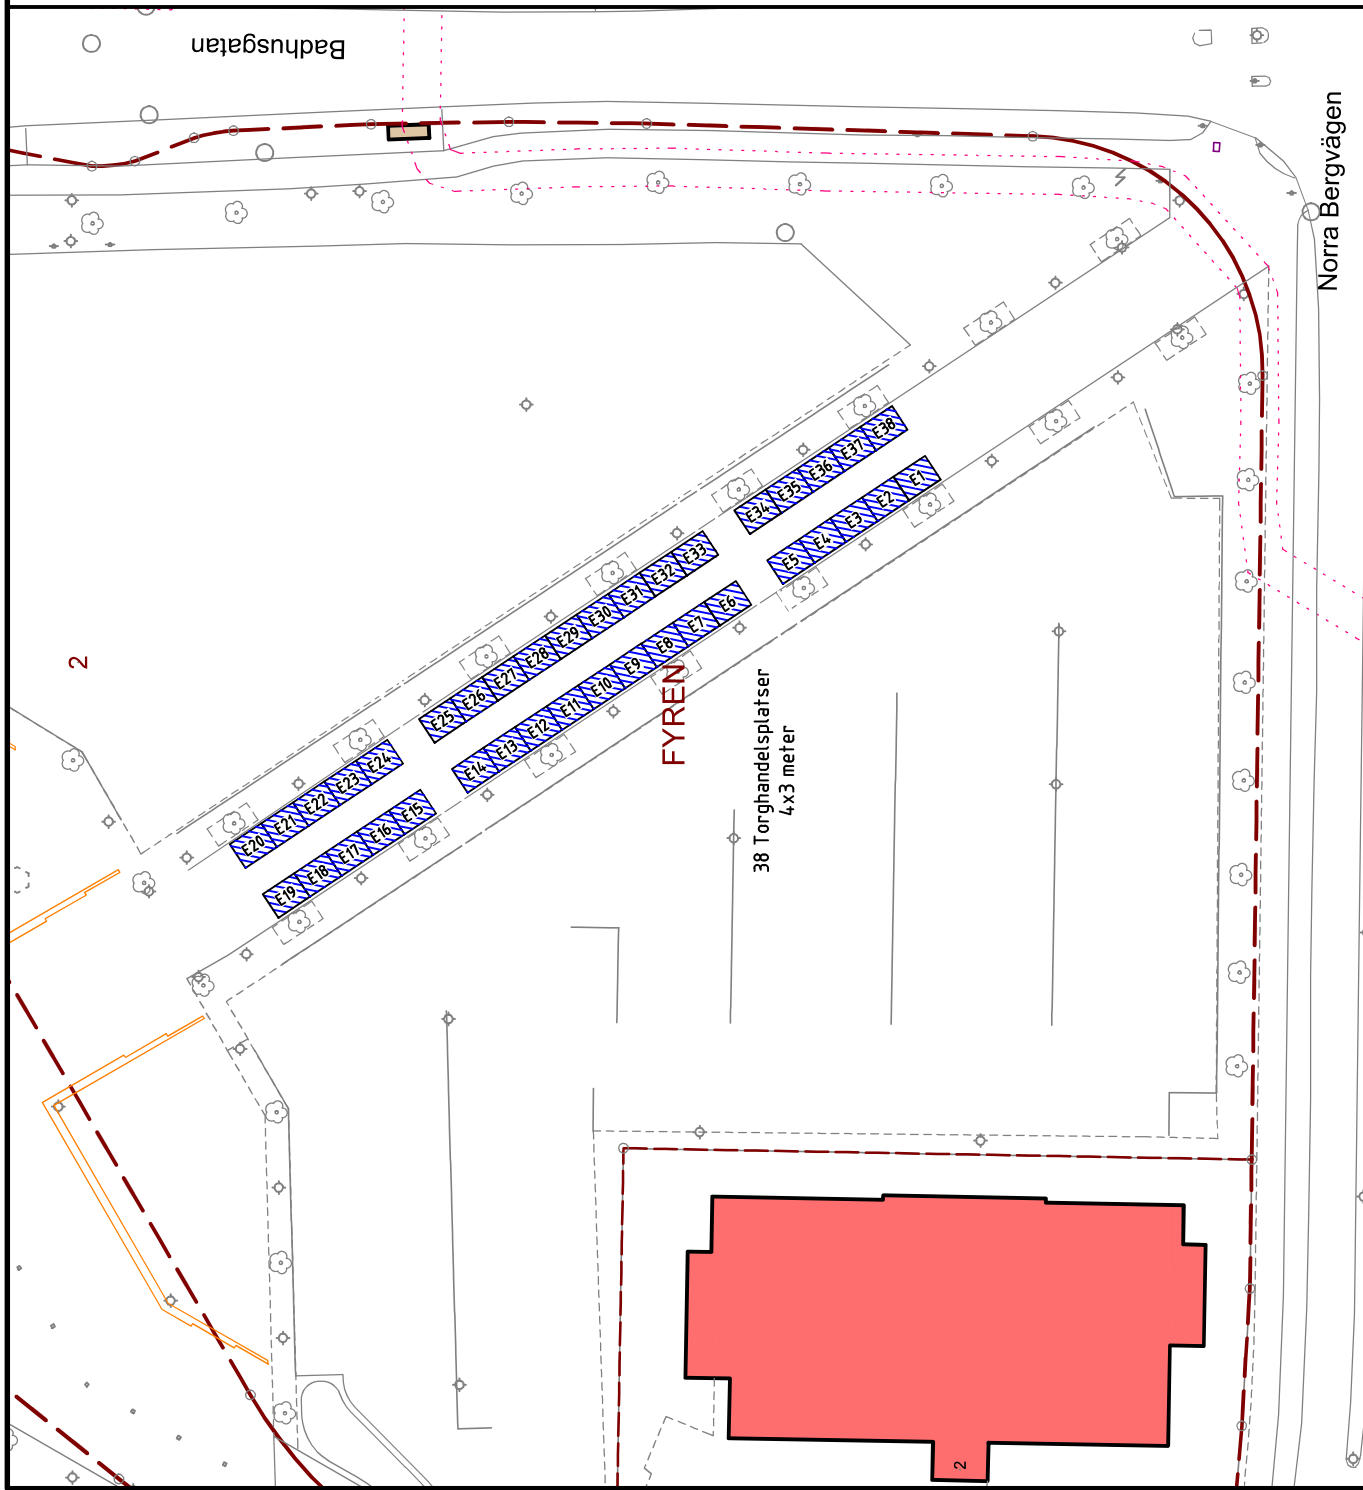 Badhusgatan
Norra Bergvägen
E38
E37
E36
E35
E34
E1
E2
E3
E4
E5
E33
E32
E31
E30
E29
E28
E27
E26
E25
E6
E7
E8
E9
E10
E11
E12
E13
E14
E24
E23
E22
E21
E20
E15
E16
E17
E18
E19
2
FYREN
38 Torghandelsplatser
4x3 meter
2